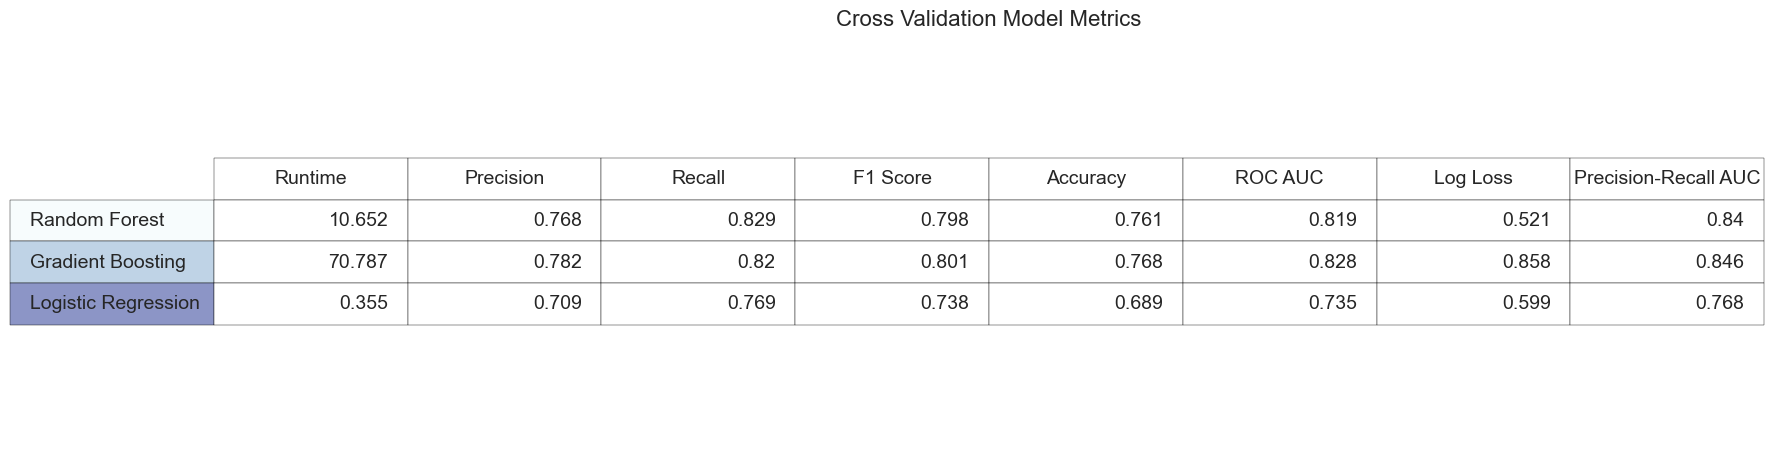 Cross Validation Model Metrics
Runtime Precision Recall F1 Score Accuracy ROC AUC Log Loss Precision-Recall AUC
Random Forest 10.652 0.768 0.829 0.798 0.761 0.819 0.521 0.84
Gradient Boosting 70.787 0.782 0.82 0.801 0.768 0.828 0.858 0.846
Logistic Regression 0.355 0.709 0.769 0.738 0.689 0.735 0.599 0.768